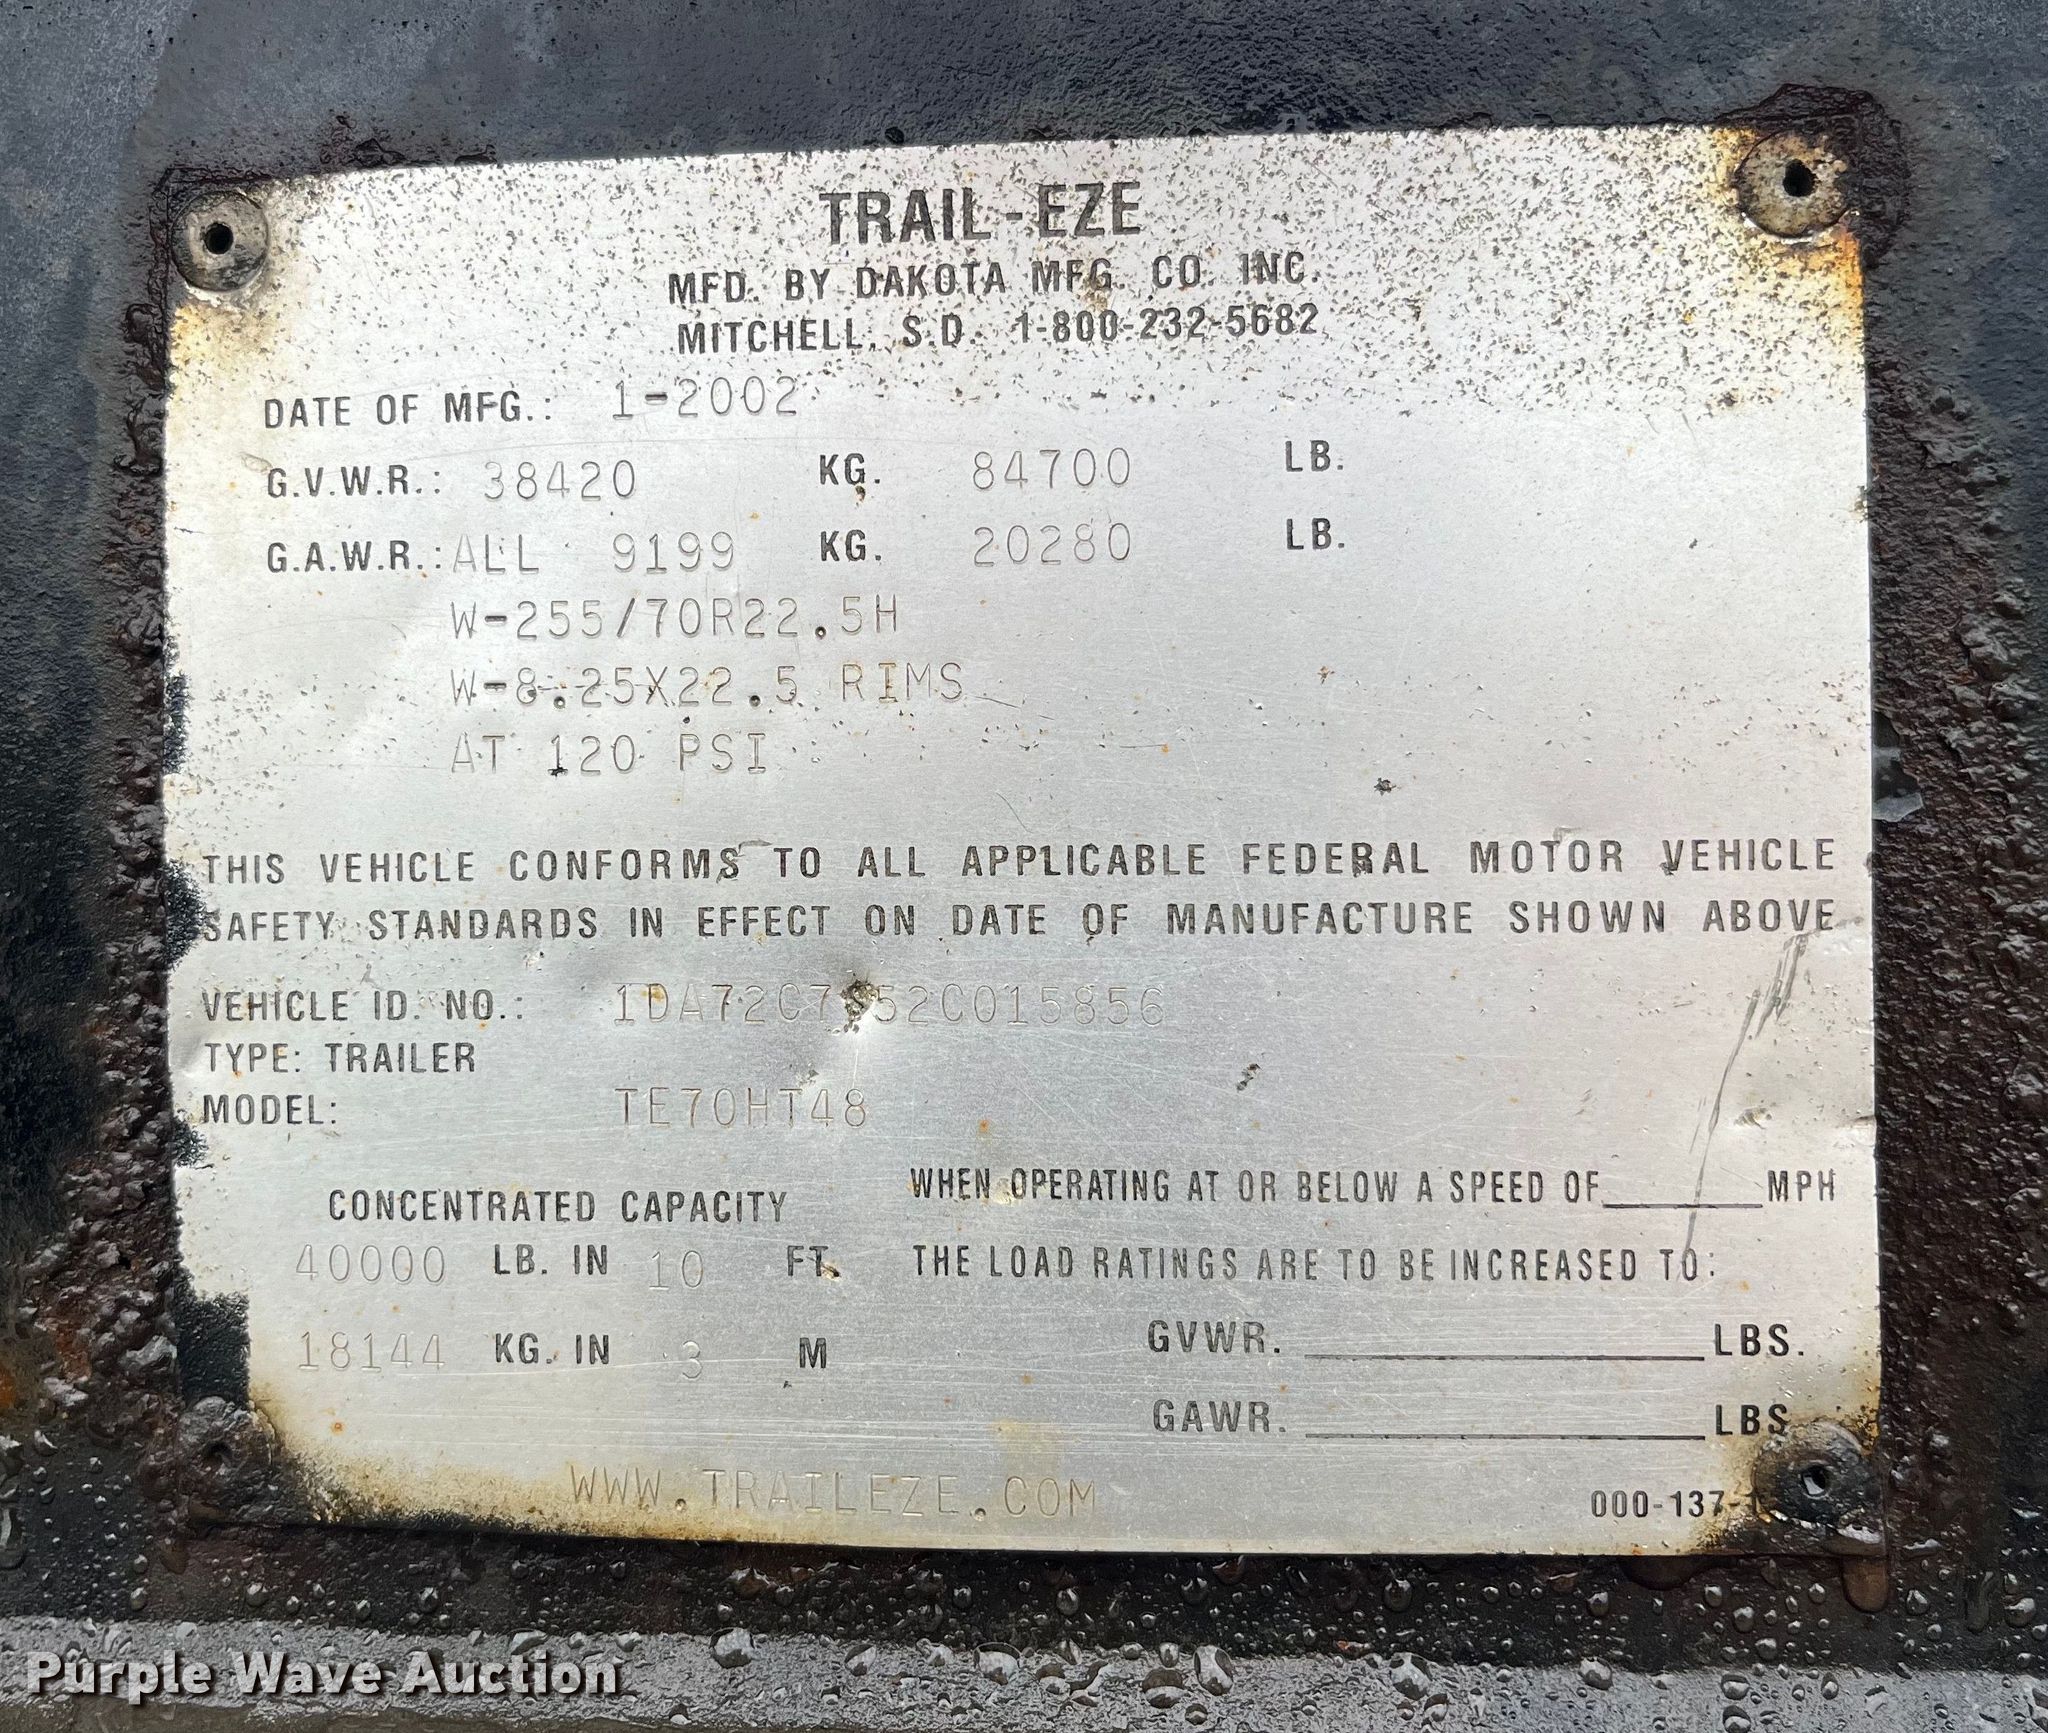 TRAIL-EZE
MFD. BY DAKOTA MFG. CO. INC.
MITCHELL, S.D. 1-800-232-5682
DATE OF MFG.: 1-2002
G.V.W.R.: 38420 KG. 84700 LB.
G.A.W.R.: ALL 9199 KG. 20280 LB.
W-255/70R22.5H
W-8.25X22.5 RIMS
AT 120 PSI
THIS VEHICLE CONFORMS TO ALL APPLICABLE FEDERAL MOTOR VEHICLE
SAFETY STANDARDS IN EFFECT ON DATE OF MANUFACTURE SHOWN ABOVE
VEHICLE ID. NO.:
TYPE: TRAILER
MODEL: TE70HT48
CONCENTRATED CAPACITY
40000 LB. IN 10 FT.
18144 KG. IN 3 M
WHEN OPERATING AT OR BELOW A SPEED OF ______ MPH
THE LOAD RATINGS ARE TO BE INCREASED TO:
GVWR. ______ LBS.
GAWR. ______ LBS
WWW.TRAILEZE.COM
Purple Wave Auction